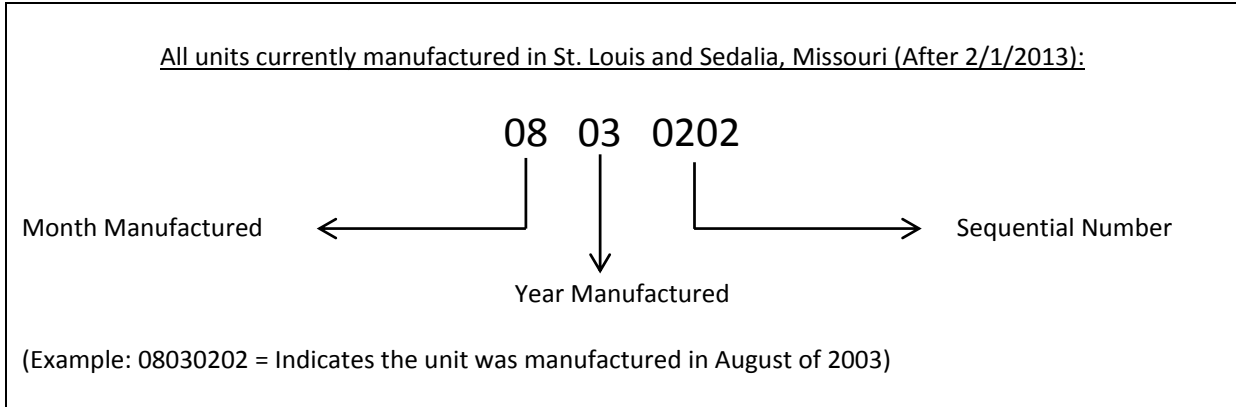 All units currently manufactured in St. Louis and Sedalia, Missouri (After 2/1/2013):
08 03 0202
Month Manufactured
Sequential Number
Year Manufactured
(Example: 08030202 = Indicates the unit was manufactured in August of 2003)